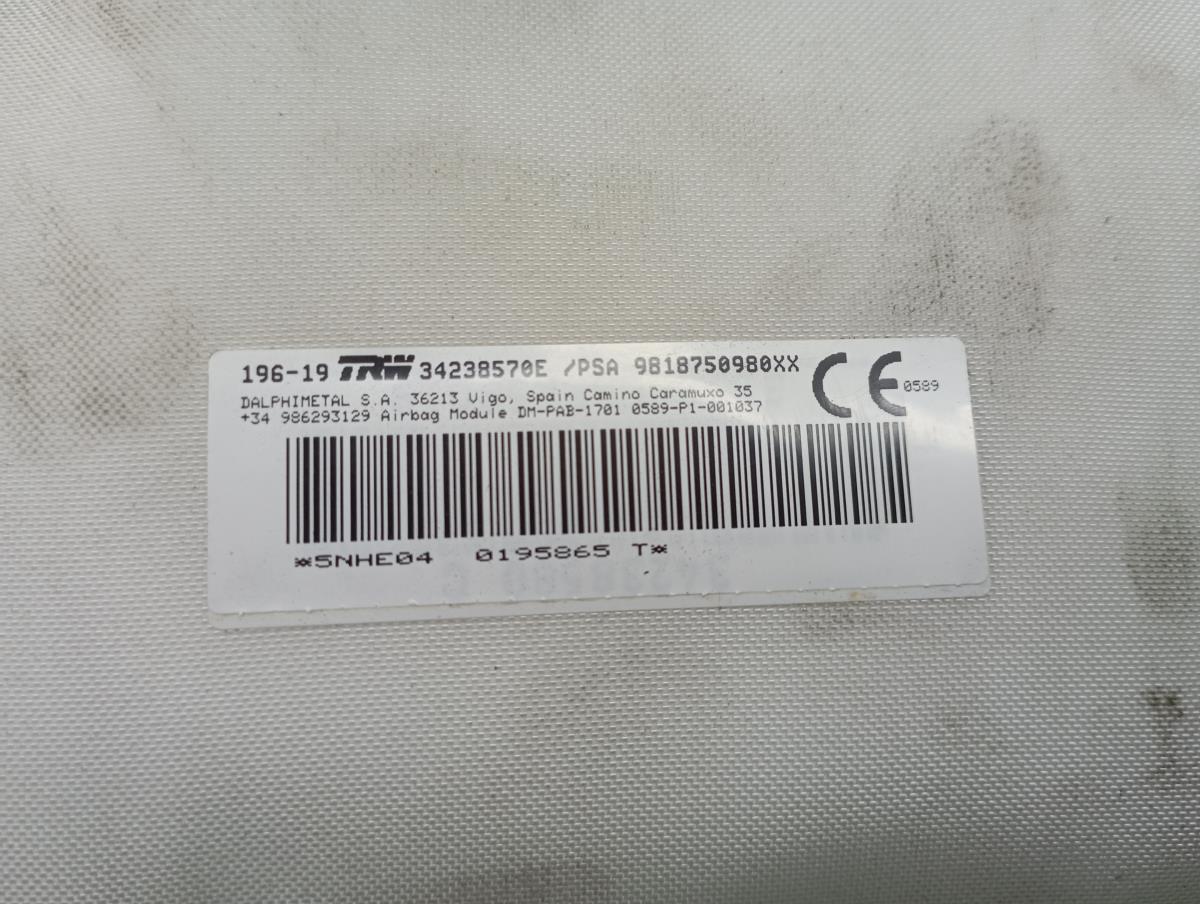 196-19 TRW 34238570E /PSA 9818750980XX CE 0589
DALPHIMETAL S.A. 36213 Vigo, Spain Camino Caramuxo 35
+34 986293129 Airbag Module DM-PAB-1701 0589-P1-001037
*5NHE04 0195865 T*